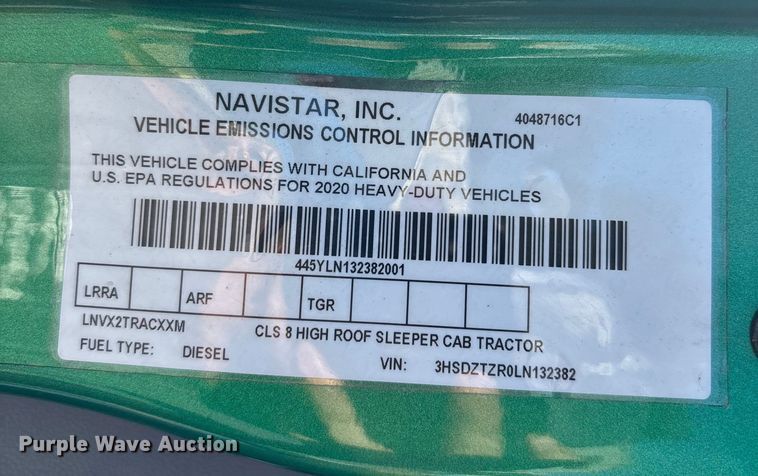 NAVISTAR, INC.
4048716C1
VEHICLE EMISSIONS CONTROL INFORMATION
THIS VEHICLE COMPLIES WITH CALIFORNIA AND
U.S. EPA REGULATIONS FOR 2020 HEAVY-DUTY VEHICLES
445YLN132382001
LRRA ARF TGR
LNVX2TRACXXM CLS 8 HIGH ROOF SLEEPER CAB TRACTOR
FUEL TYPE: DIESEL VIN: 3HSDZTZR0LN132382
Purple Wave Auction